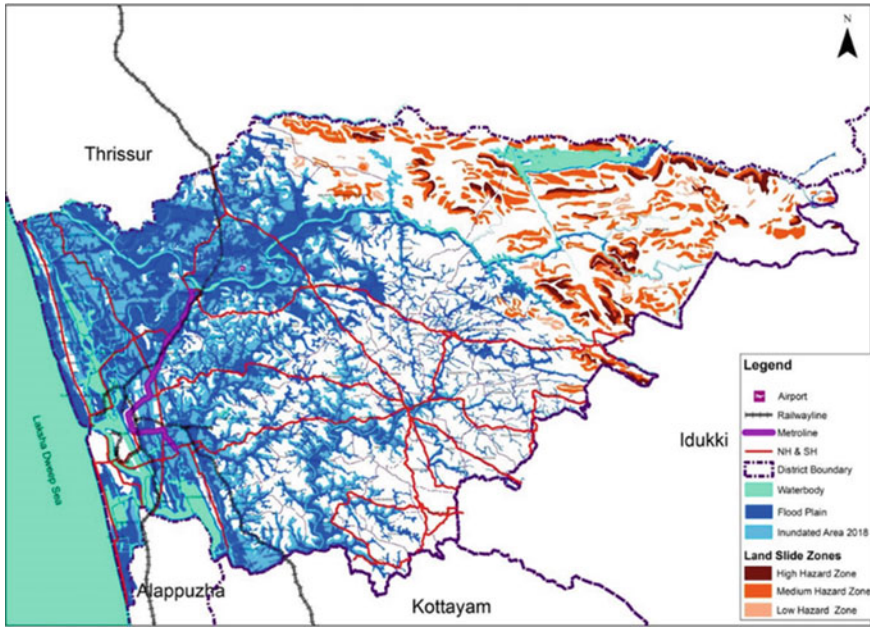 N
Thrissur
Laksha Dweep Sea
Idukki
Alappuzha
Kottayam
Legend
Airport
Railwayline
Metroline
NH & SH
District Boundary
Waterbody
Flood Plain
Inundated Area 2018
Land Slide Zones
High Hazard Zone
Medium Hazard Zone
Low Hazard Zone